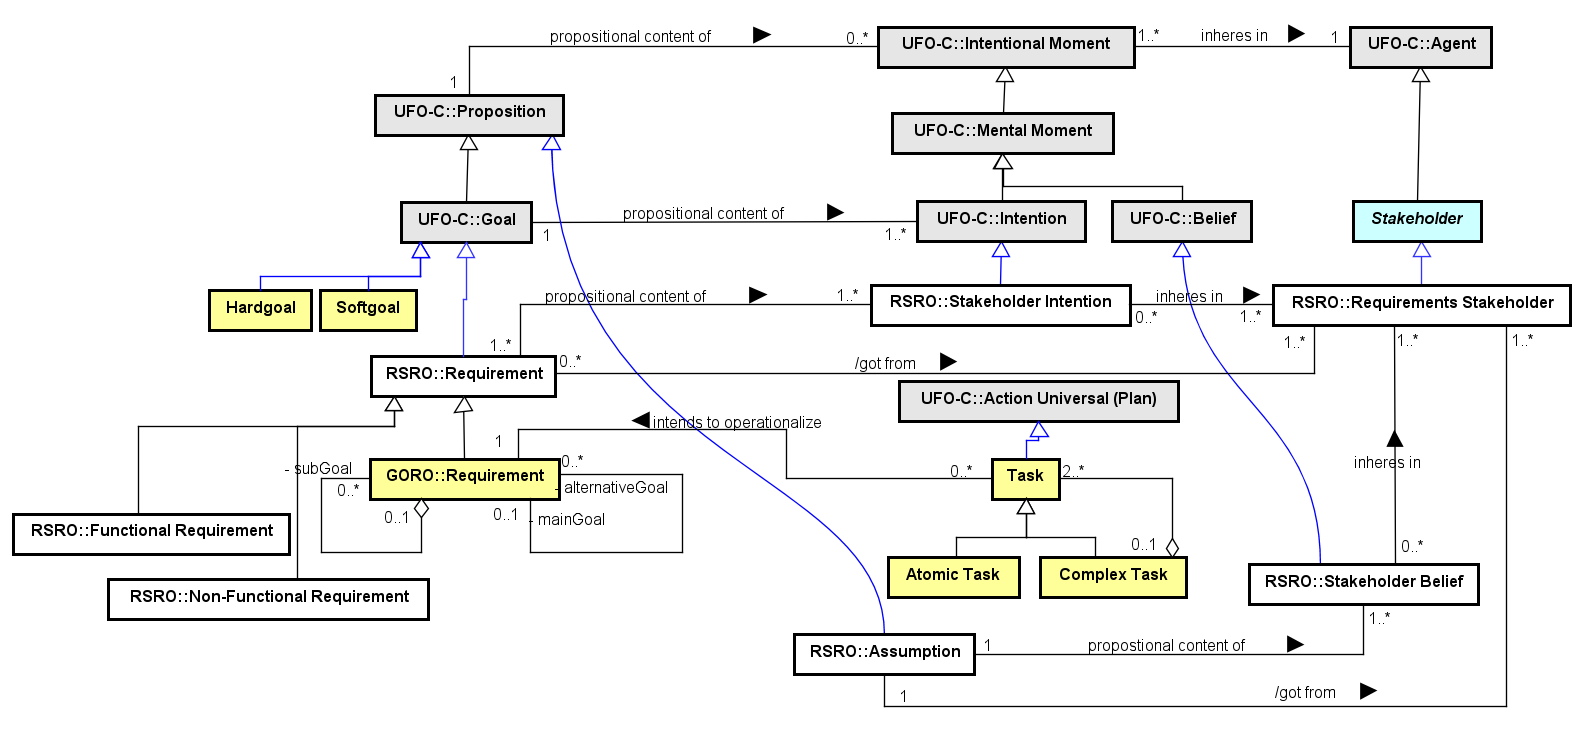 propositional content of
0..*
UFO-C::Intentional Moment
1..*
inheres in
1
UFO-C::Agent
1
UFO-C::Proposition
UFO-C::Mental Moment
UFO-C::Goal
1
propositional content of
1..*
UFO-C::Intention
UFO-C::Belief
Stakeholder
Hardgoal
Softgoal
propositional content of
1..*
RSRO::Stakeholder Intention
0..*
inheres in
1..*
RSRO::Requirements Stakeholder
1..*
0..*
/got from
1..*
1..*
1..*
RSRO::Requirement
UFO-C::Action Universal (Plan)
1
intends to operationalize
- subGoal
0..*
GORO::Requirement
0..*
- alternativeGoal
0..1
0..1
- mainGoal
0..*
Task
2..*
inheres in
RSRO::Functional Requirement
0..1
0..*
Atomic Task
Complex Task
RSRO::Stakeholder Belief
RSRO::Non-Functional Requirement
1..*
RSRO::Assumption
1
propostional content of
1
/got from